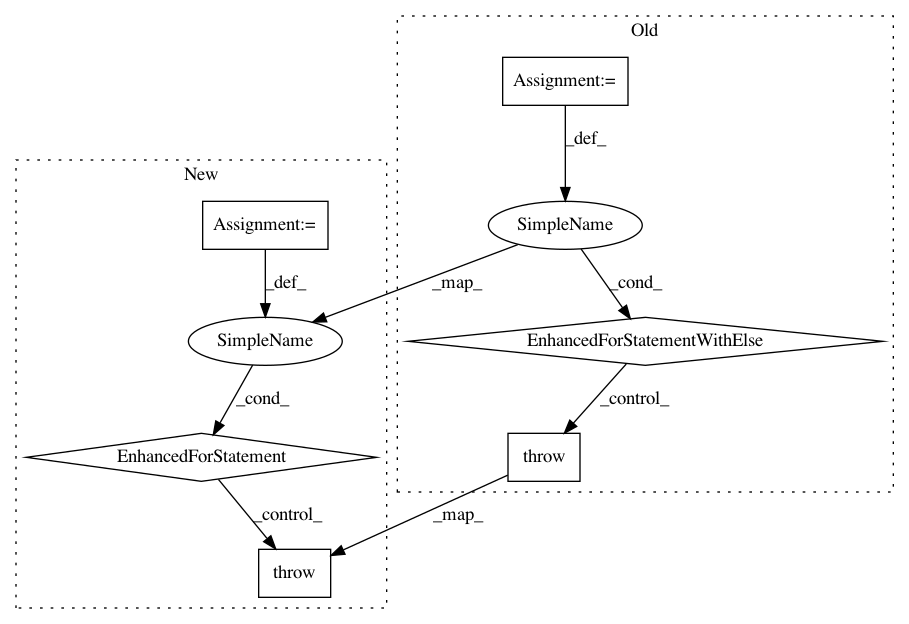 Old
Assignment:=
_def_
New
Assignment:=
SimpleName
_def_
_map_
_cond_
SimpleName
EnhancedForStatementWithElse
_cond_
_control_
EnhancedForStatement
throw
_control_
_map_
throw